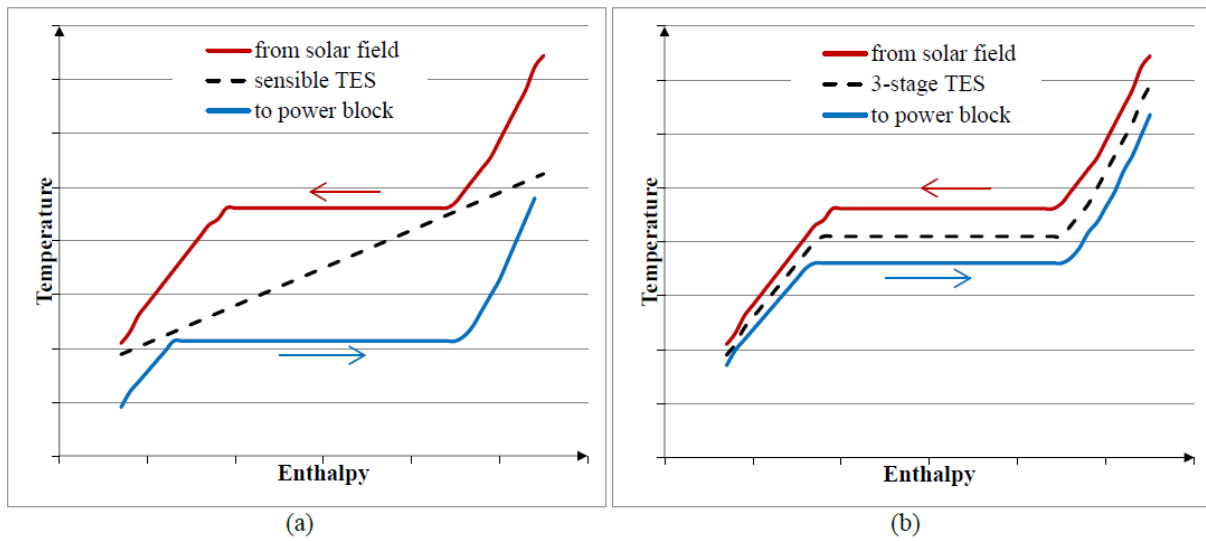 from solar field
sensible TES
to power block
Temperature
Enthalpy
(a)
from solar field
3-stage TES
to power block
Temperature
Enthalpy
(b)